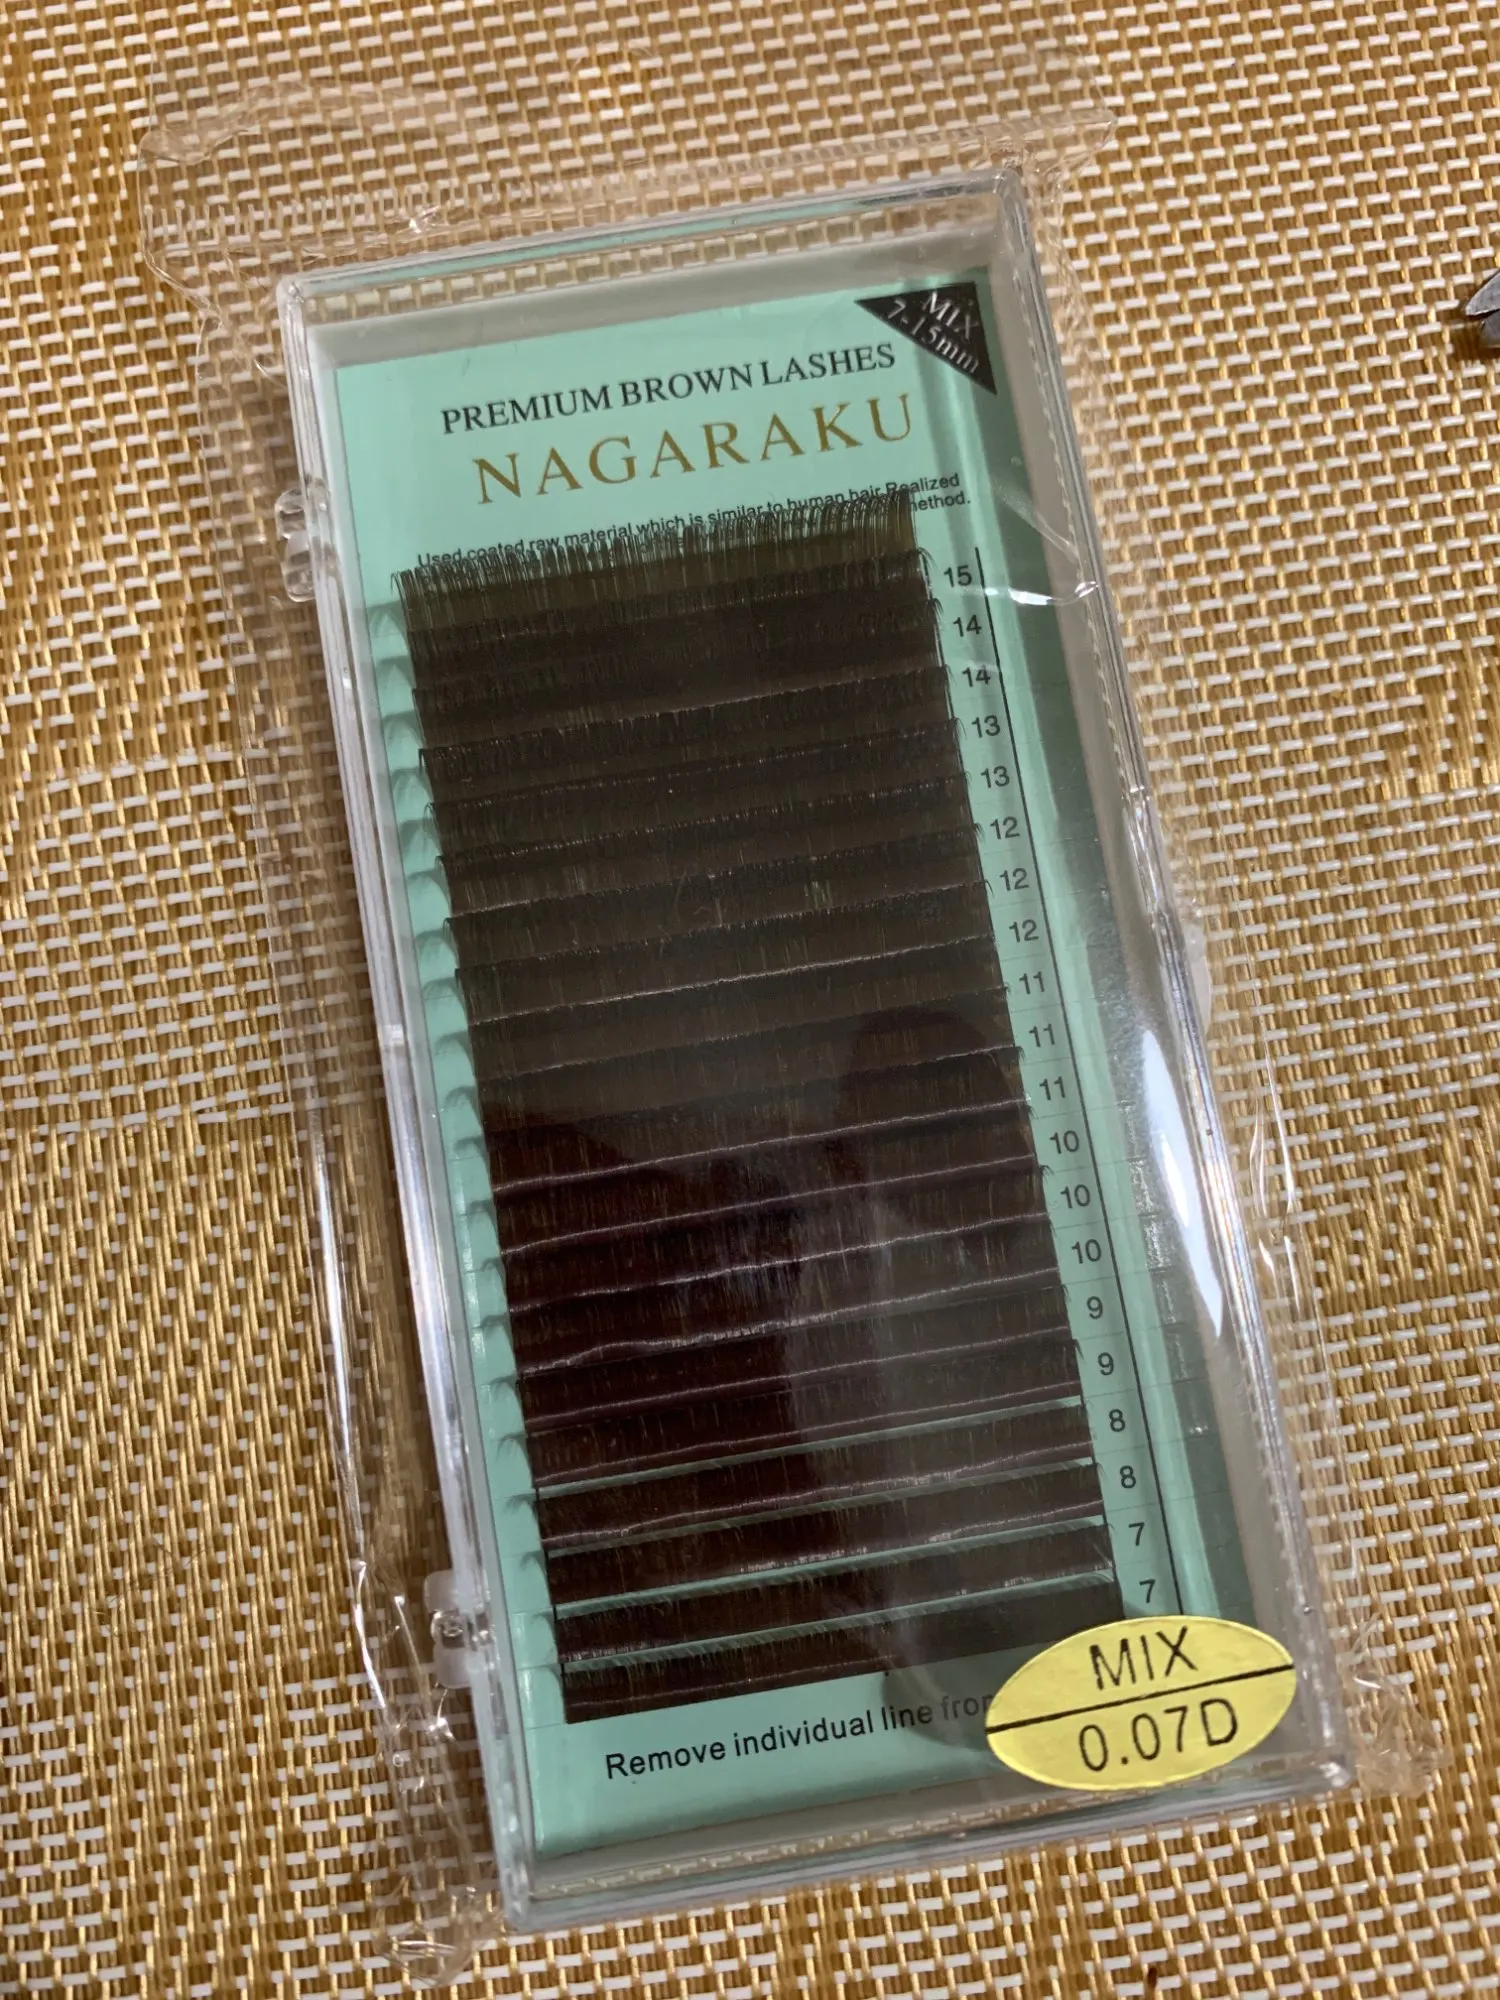 MIX
7-15mm
PREMIUM BROWN LASHES
NAGARAKU
Used coated raw material which is similar to human hair Realized
method.
15
14
14
13
13
12
12
12
11
11
11
10
10
10
9
9
8
8
7
7
Remove individual line from
MIX
0.07D